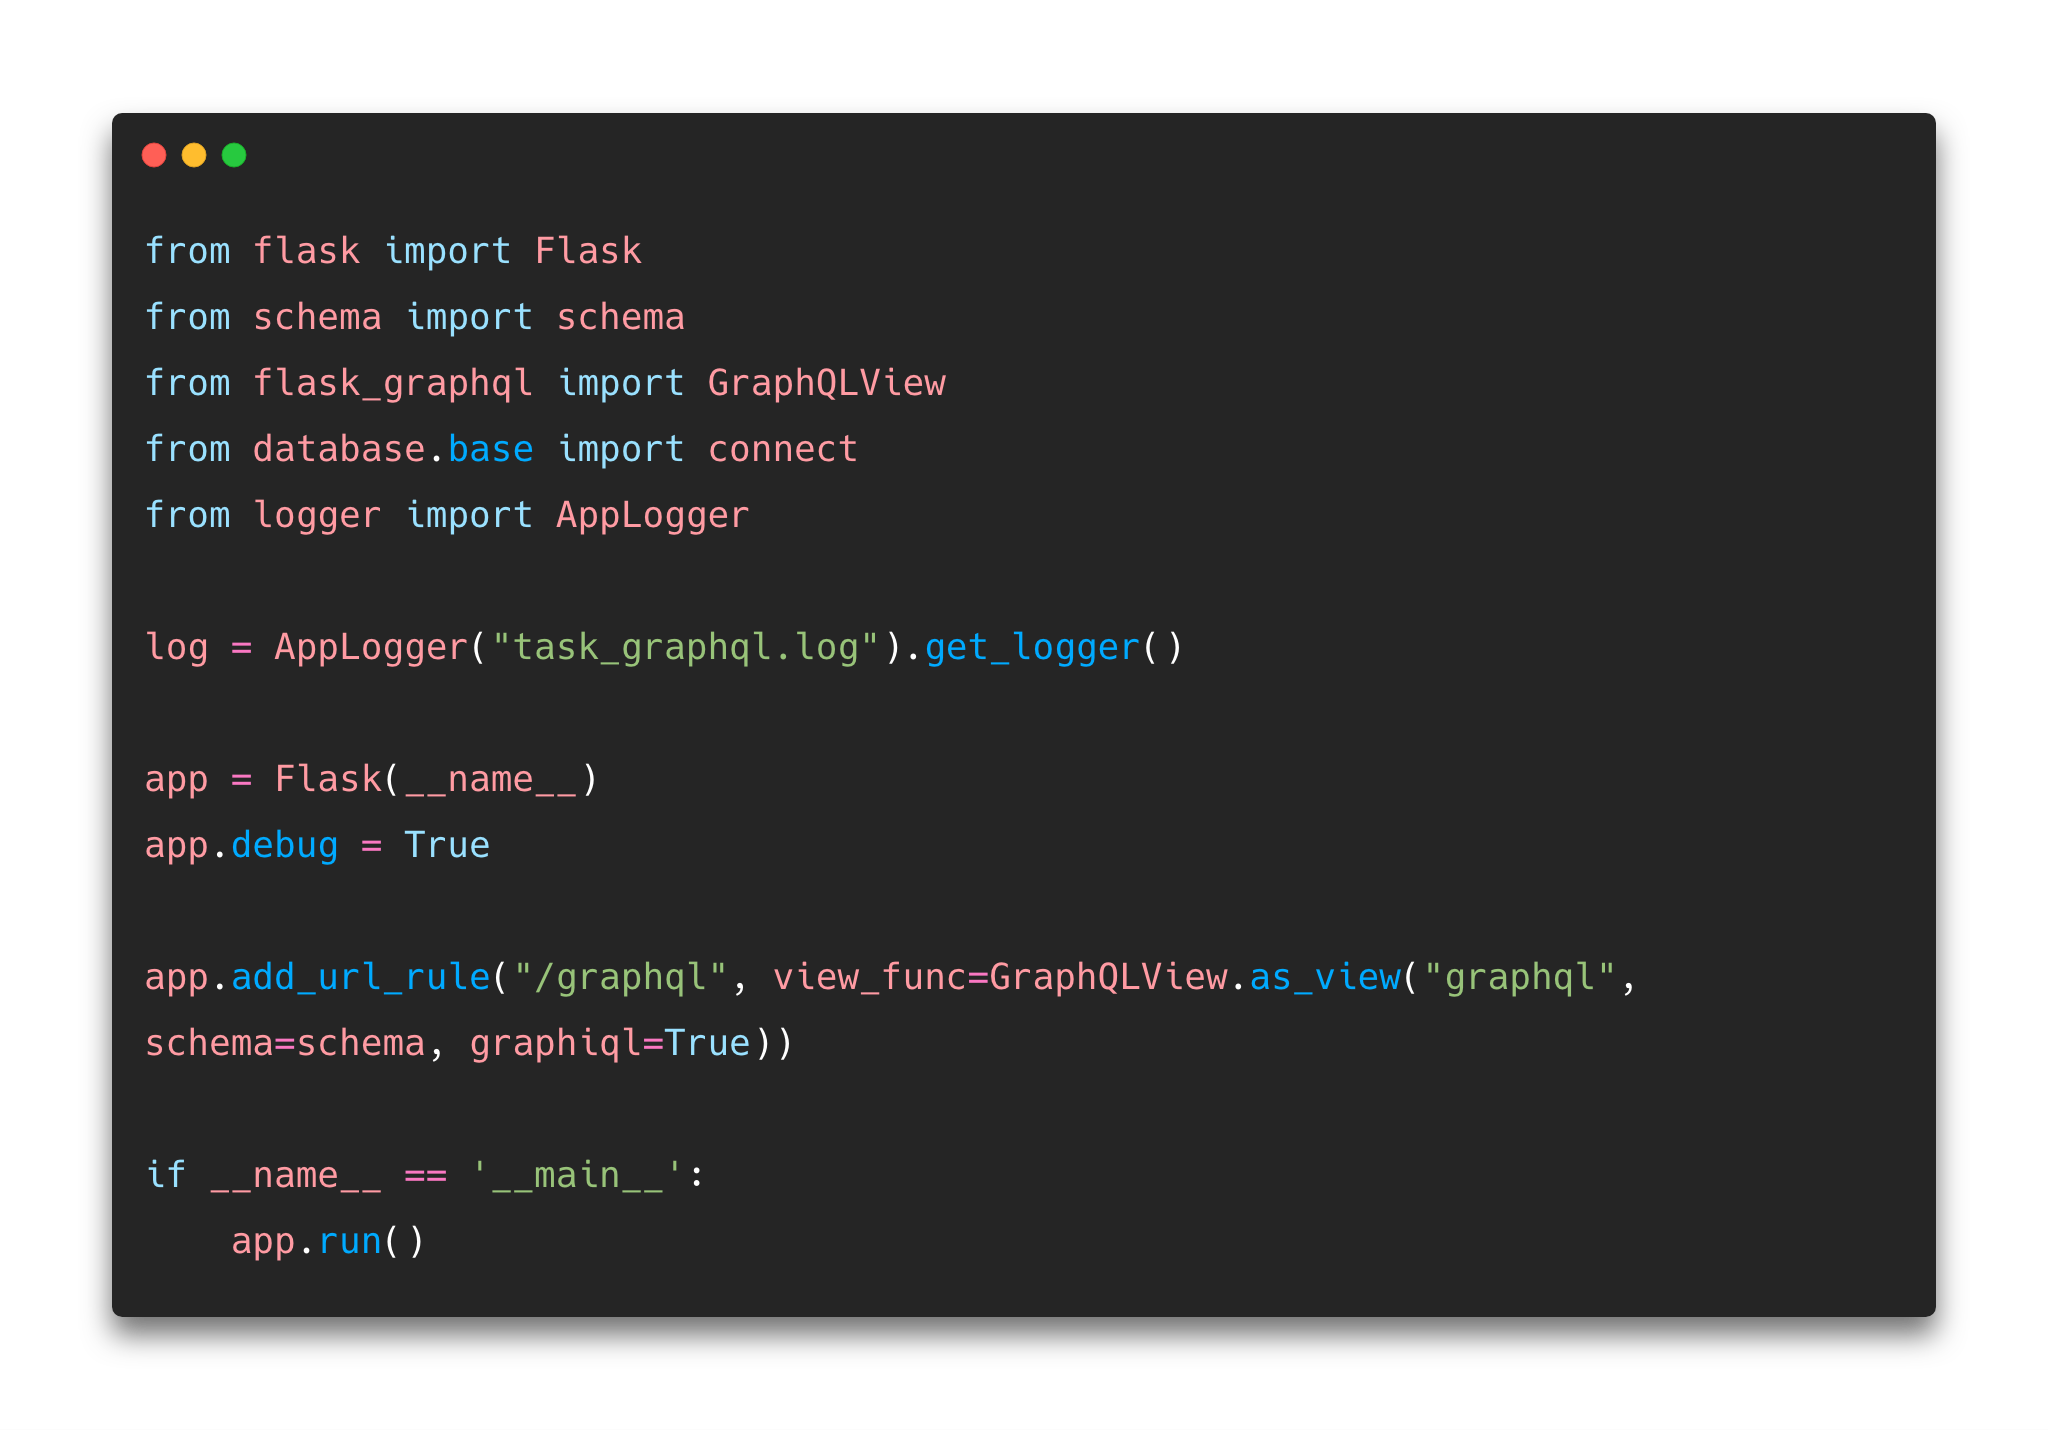 from flask import Flask
from schema import schema
from flask_graphql import GraphQLView
from database.base import connect
from logger import AppLogger

log = AppLogger("task_graphql.log").get_logger()

app = Flask(__name__)
app.debug = True

app.add_url_rule("/graphql", view_func=GraphQLView.as_view("graphql",
schema=schema, graphiql=True))

if __name__ == '__main__':
    app.run()